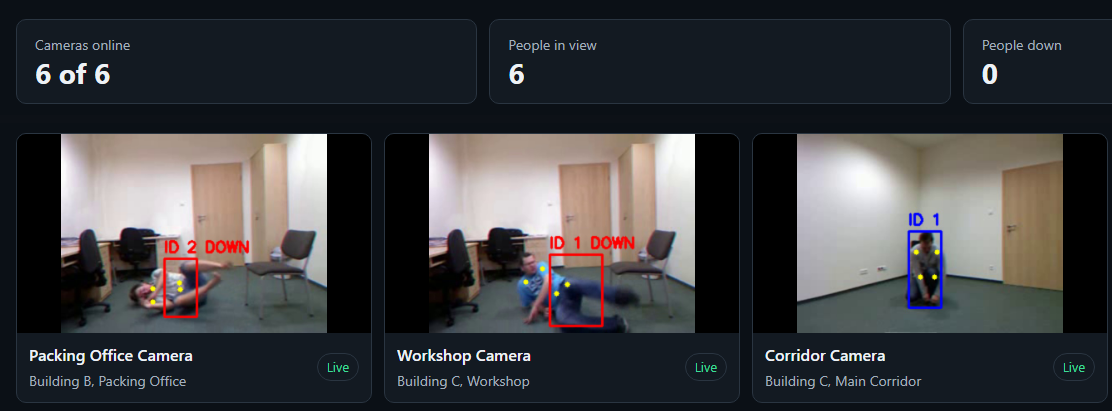 Cameras online
6 of 6
People in view
6
People down
0
ID 2 DOWN
Packing Office Camera
Building B, Packing Office
Live
ID 1 DOWN
Workshop Camera
Building C, Workshop
Live
ID 1
Corridor Camera
Building C, Main Corridor
Live